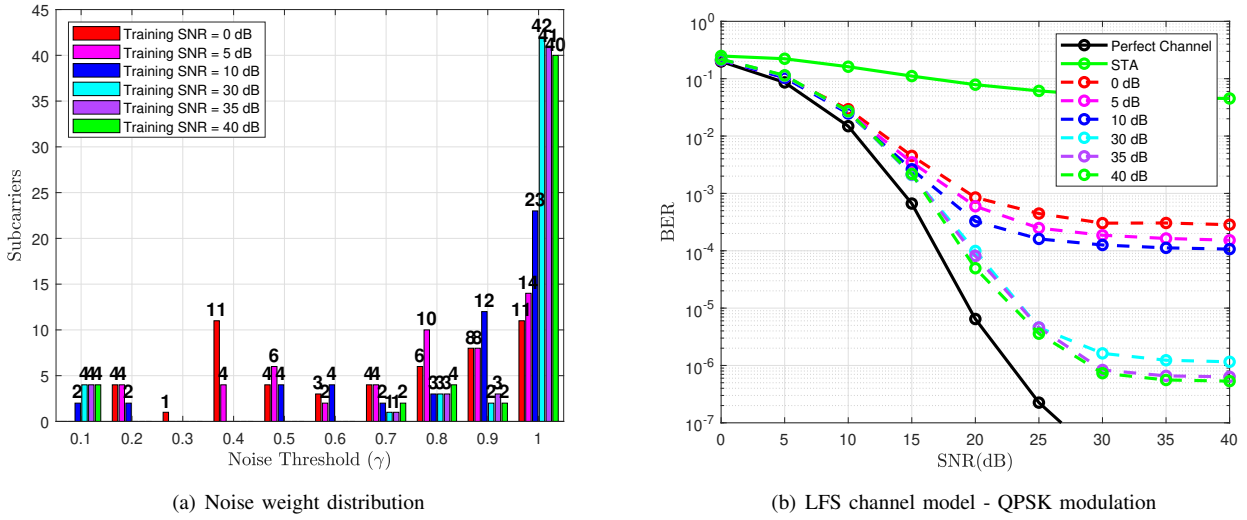 45
40
35
30
25
20
15
10
5
0
Subcarriers
Training SNR = 0 dB
Training SNR = 5 dB
Training SNR = 10 dB
Training SNR = 30 dB
Training SNR = 35 dB
Training SNR = 40 dB
2 4 4 4
4 4 2
1
11 4
4 6 4
3 2 4
4 4 2 1 1 2
6 10 3 3 3 4
8 8 12 2 3 2
11 14 23 42 41 40
0.1 0.2 0.3 0.4 0.5 0.6 0.7 0.8 0.9 1
Noise Threshold (γ)
(a) Noise weight distribution
10^0
10^-1
10^-2
10^-3
10^-4
10^-5
10^-6
10^-7
BER
Perfect Channel
STA
0 dB
5 dB
10 dB
30 dB
35 dB
40 dB
0 5 10 15 20 25 30 35 40
SNR(dB)
(b) LFS channel model - QPSK modulation